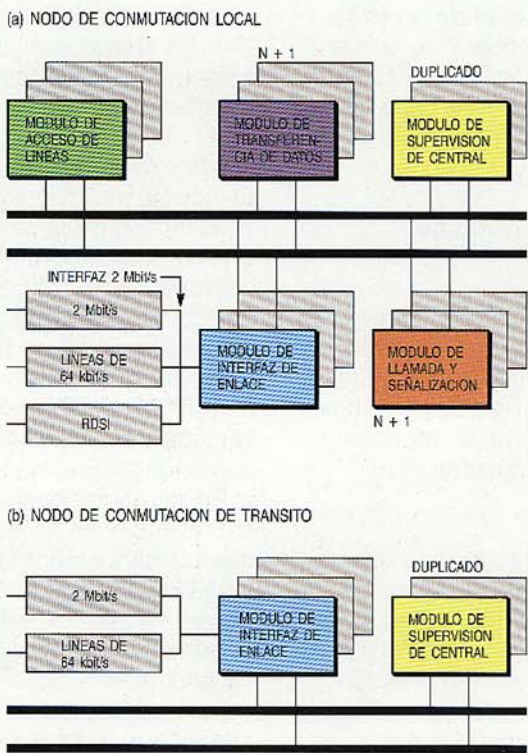 (a) NODO DE CONMUTACION LOCAL
N + 1
DUPLICADO
MODULO DE
ACCESO DE
LINEAS
MODULO DE
TRANSFEREN-
CIA DE DATOS
MODULO DE
SUPERVISION
DE CENTRAL
INTERFAZ 2 Mbit/s
2 Mbit/s
LINEAS DE
64 kbit/s
RDSI
MODULO DE
INTERFAZ DE
ENLACE
MODULO DE
LLAMADA Y
SEÑALIZACION
N + 1
(b) NODO DE CONMUTACION DE TRANSITO
DUPLICADO
2 Mbit/s
LINEAS DE
64 kbit/s
MODULO DE
INTERFAZ DE
ENLACE
MODULO DE
SUPERVISION
DE CENTRAL